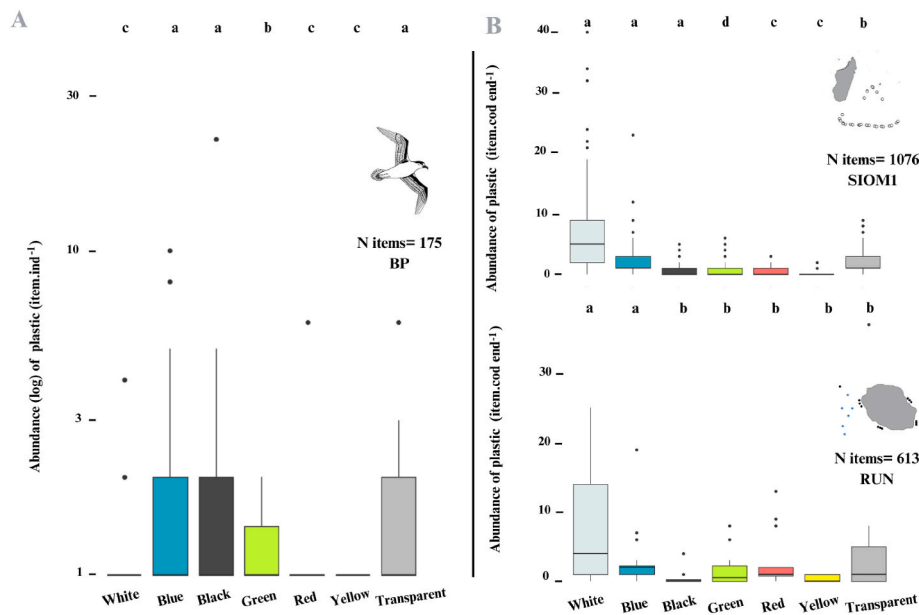 A
c a a b c c a
Abundance (log) of plastic (item.ind⁻¹)
30
10
3
1
N items= 175
BP
White Blue Black Green Red Yellow Transparent
B
a a a d c c b
Abundance of plastic (item.cod end⁻¹)
40
30
20
10
0
N items= 1076
SIOM1
a a b b b b b
Abundance of plastic (item.cod end⁻¹)
30
20
10
0
N items= 613
RUN
White Blue Black Green Red Yellow Transparent